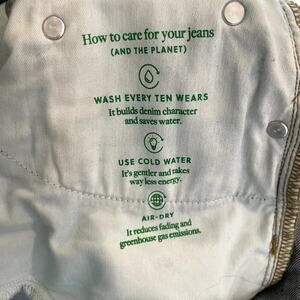 How to care for your jeans
(AND THE PLANET)
WASH EVERY TEN WEARS
It builds denim character
and saves water.
USE COLD WATER
It's gentler and takes
way less energy.
AIR-DRY
It reduces fading and
greenhouse gas emissions.